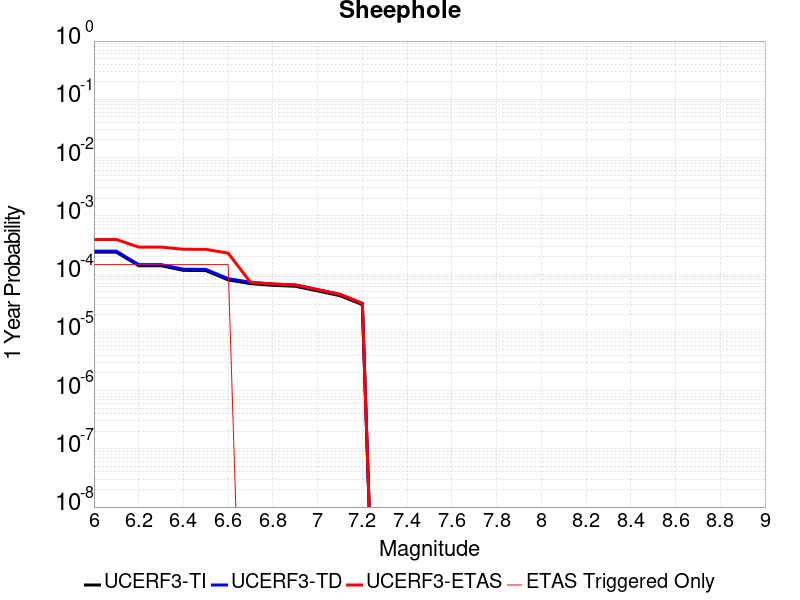 Sheephole
10 0
10 -1
10 -2
10 -3
10 -4
10 -5
10 -6
10 -7
10 -8
1 Year Probability
6 6.2 6.4 6.6 6.8 7 7.2 7.4 7.6 7.8 8 8.2 8.4 8.6 8.8 9
Magnitude
UCERF3-TI UCERF3-TD UCERF3-ETAS ETAS Triggered Only